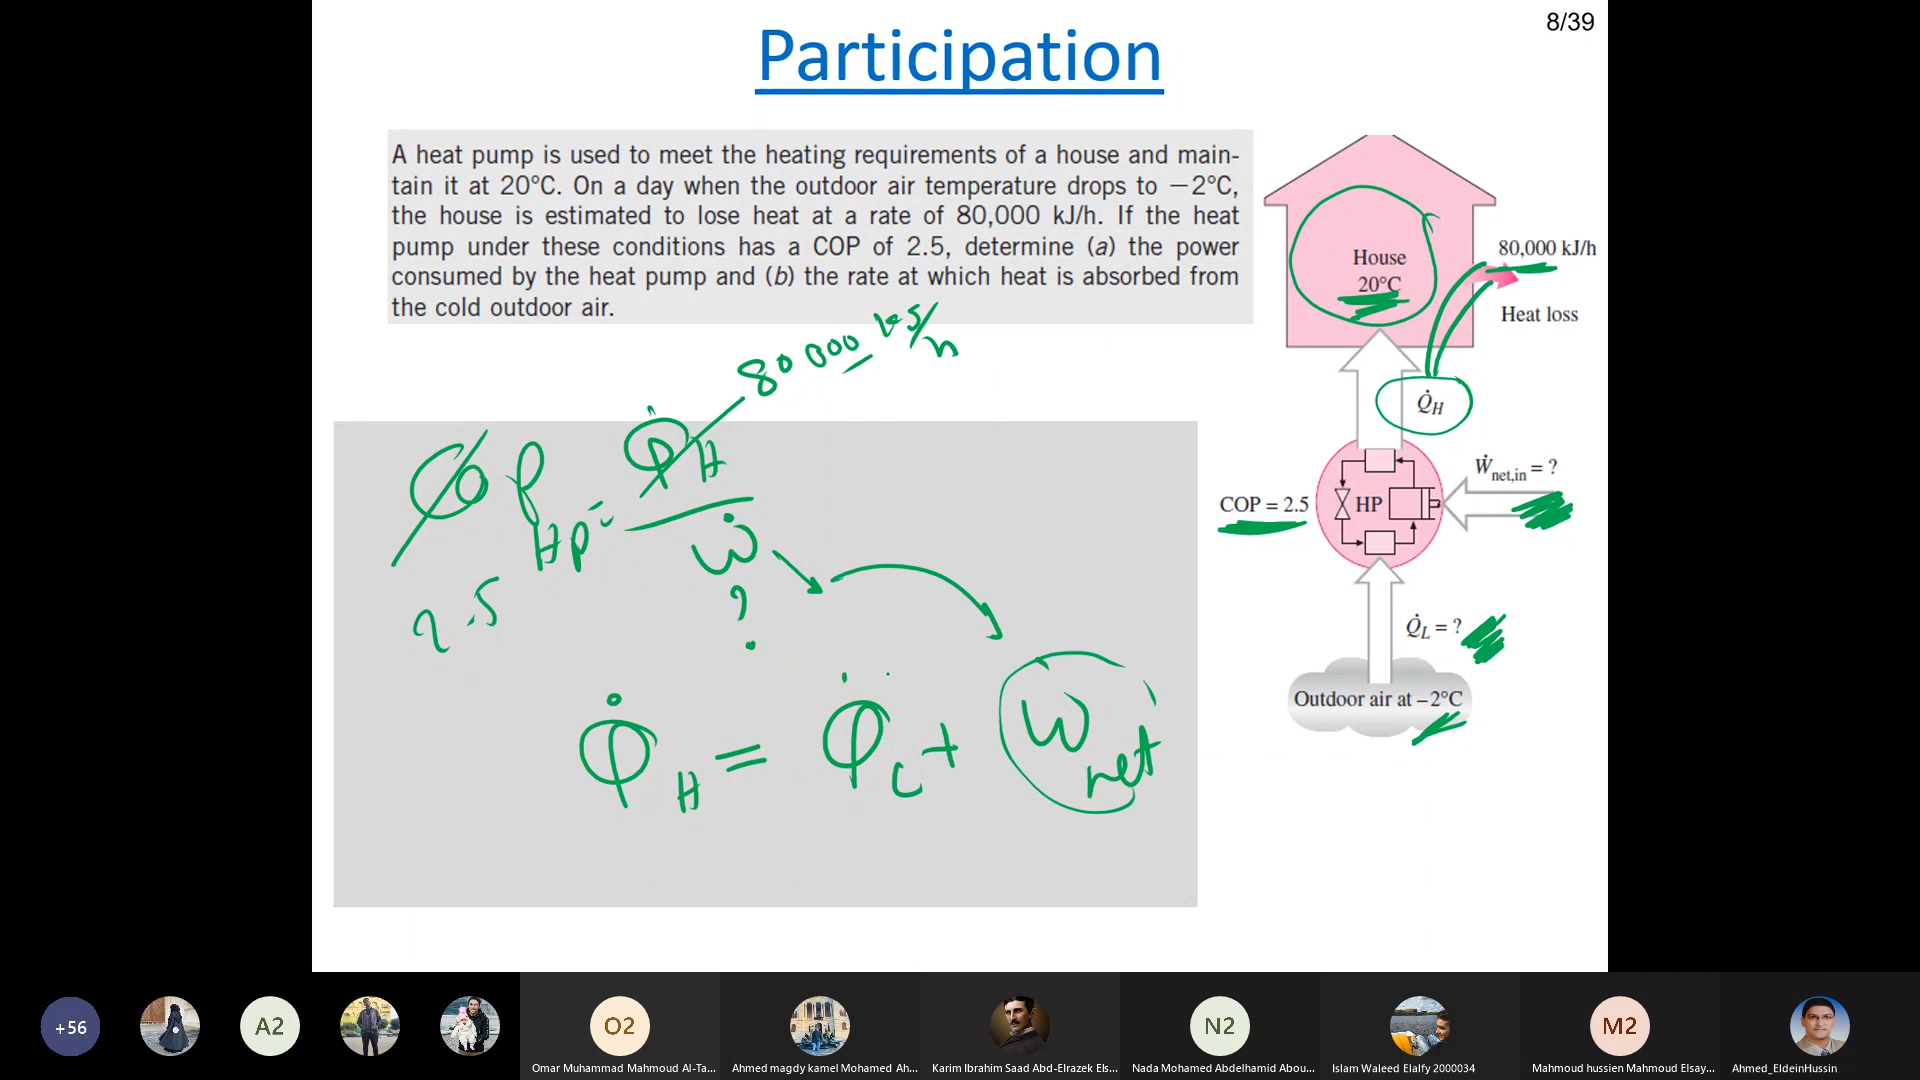 8/39
Participation
A heat pump is used to meet the heating requirements of a house and main-
tain it at 20°C. On a day when the outdoor air temperature drops to −2°C,
the house is estimated to lose heat at a rate of 80,000 kJ/h. If the heat
pump under these conditions has a COP of 2.5, determine (a) the power
consumed by the heat pump and (b) the rate at which heat is absorbed from
the cold outdoor air.
80,000 kJ/h
House
20°C
Heat loss
Q̇H
Ẇnet,in = ?
COP = 2.5
HP
Q̇L = ?
Outdoor air at −2°C
80 000 kJ/h
COP HP = Q̇H
Ẇ
?
2.5
Q̇H = Q̇L + Wnet
+56
A2
O2
N2
M2
Omar Muhammad Mahmoud Al-Ta...
Ahmed magdy kamel Mohamed Ah...
Karim Ibrahim Saad Abd-Elrazek Els...
Nada Mohamed Abdelhamid Abou...
Islam Waleed Elalfy 2000034
Mahmoud hussien Mahmoud Elsay...
Ahmed_EldeinHussin